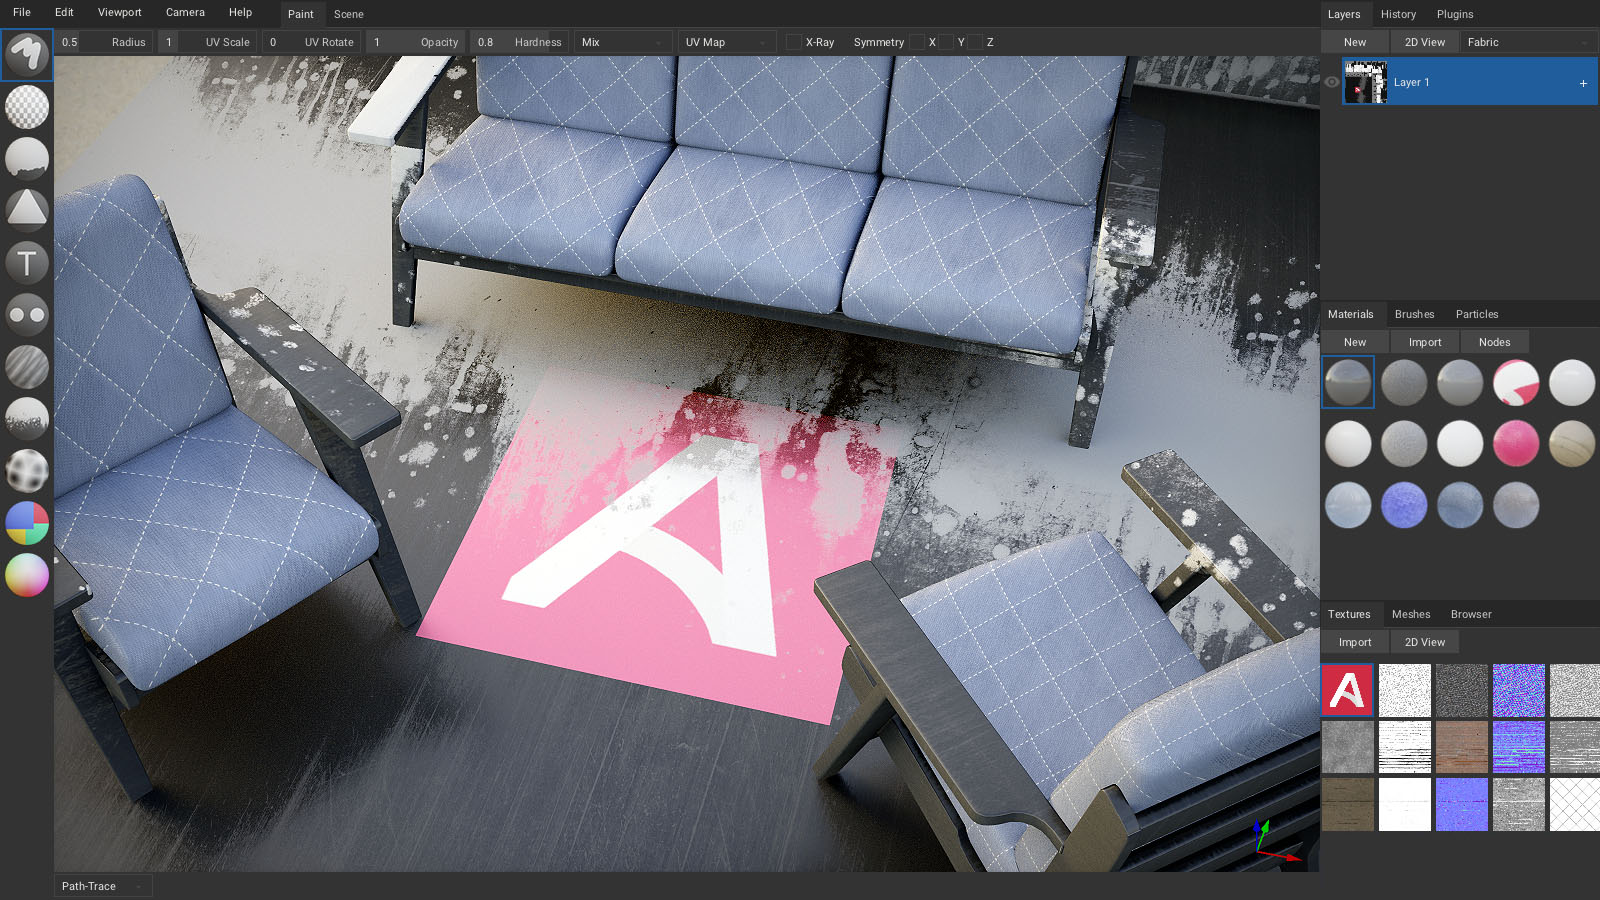 File Edit Viewport Camera Help Paint Scene
Layers History Plugins
0.5 Radius 1 UV Scale 0 UV Rotate 1 Opacity 0.8 Hardness Mix UV Map X-Ray Symmetry X Y Z
New 2D View Fabric
Layer 1 +
T
Materials Brushes Particles
New Import Nodes
A
Textures Meshes Browser
Import 2D View
A
Path-Trace